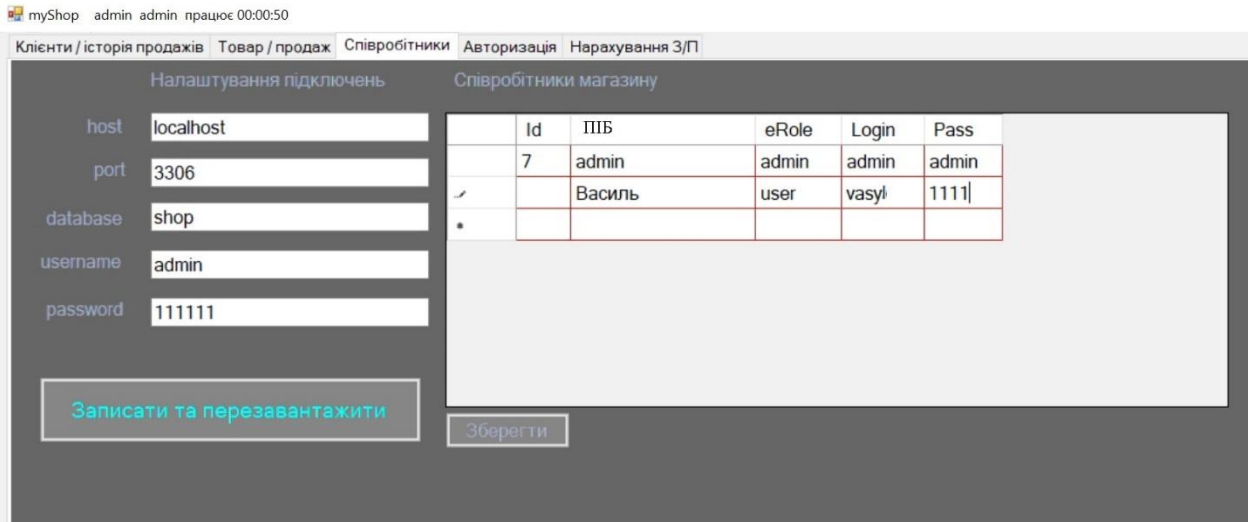 myShop admin admin працює 00:00:50
Клієнти / історія продажів Товар / продаж Співробітники Авторизація Нарахування З/П
Налаштування підключень
host localhost
port 3306
database shop
username admin
password 111111
Записати та перезавантажити
Співробітники магазину
Id ПІБ eRole Login Pass
7 admin admin admin admin
Василь user vasyl 1111
Зберегти